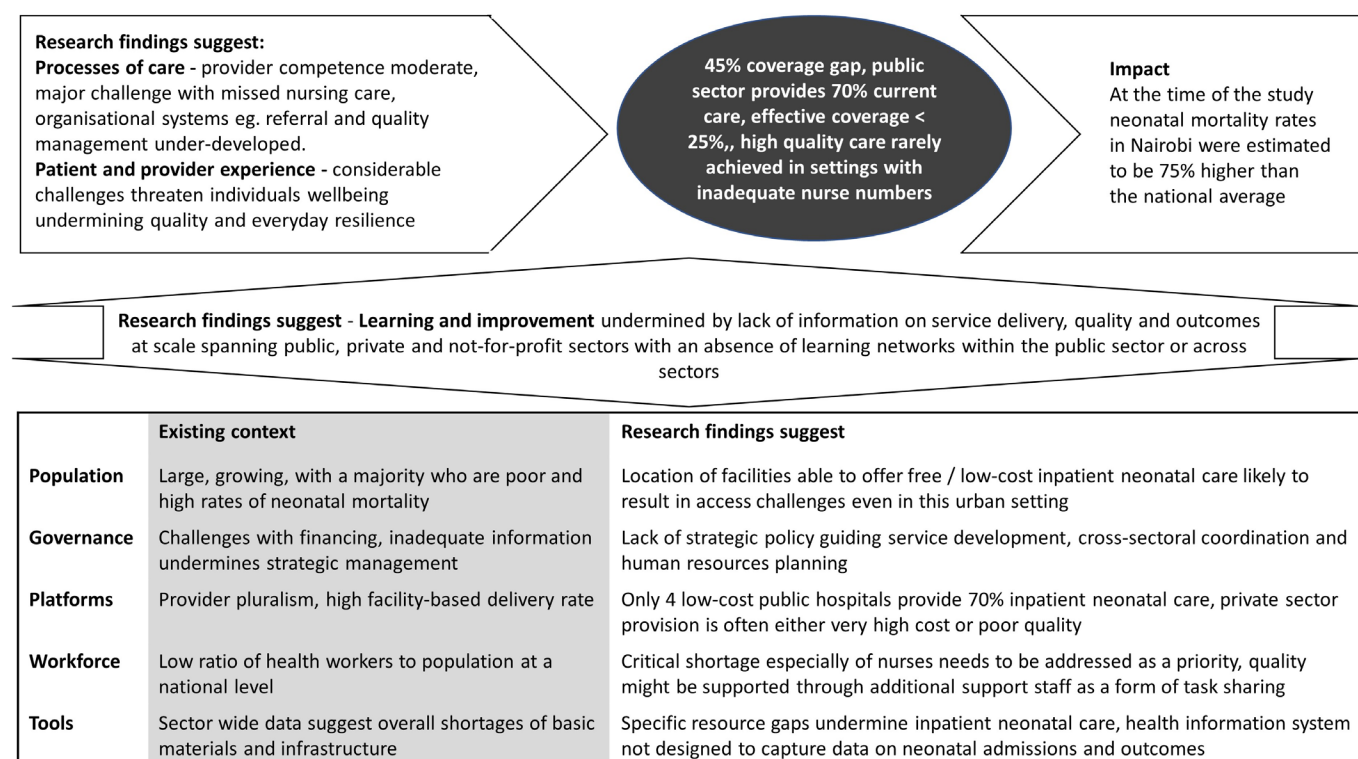 Research findings suggest:
Processes of care - provider competence moderate,
major challenge with missed nursing care,
organisational systems eg. referral and quality
management under-developed.
Patient and provider experience - considerable
challenges threaten individuals wellbeing
undermining quality and everyday resilience
45% coverage gap, public
sector provides 70% current
care, effective coverage <
25%,, high quality care rarely
achieved in settings with
inadequate nurse numbers
Impact
At the time of the study
neonatal mortality rates
in Nairobi were estimated
to be 75% higher than
the national average
Research findings suggest - Learning and improvement undermined by lack of information on service delivery, quality and outcomes
at scale spanning public, private and not-for-profit sectors with an absence of learning networks within the public sector or across
sectors
Existing context
Research findings suggest
Population
Large, growing, with a majority who are poor and
high rates of neonatal mortality
Location of facilities able to offer free / low-cost inpatient neonatal care likely to
result in access challenges even in this urban setting
Governance
Challenges with financing, inadequate information
undermines strategic management
Lack of strategic policy guiding service development, cross-sectoral coordination and
human resources planning
Platforms
Provider pluralism, high facility-based delivery rate
Only 4 low-cost public hospitals provide 70% inpatient neonatal care, private sector
provision is often either very high cost or poor quality
Workforce
Low ratio of health workers to population at a
national level
Critical shortage especially of nurses needs to be addressed as a priority, quality
might be supported through additional support staff as a form of task sharing
Tools
Sector wide data suggest overall shortages of basic
materials and infrastructure
Specific resource gaps undermine inpatient neonatal care, health information system
not designed to capture data on neonatal admissions and outcomes